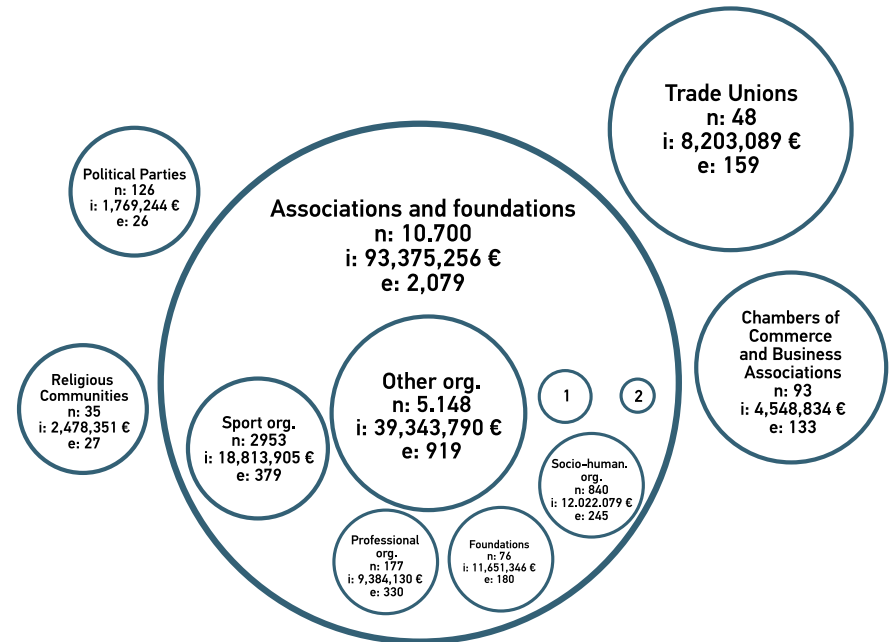 Trade Unions
n: 48
i: 8,203,089 €
e: 159
Political Parties
n: 126
i: 1,769,244 €
e: 26
Associations and foundations
n: 10.700
i: 93,375,256 €
e: 2,079
Chambers of
Commerce
and Business
Associations
n: 93
i: 4,548,834 €
e: 133
Religious
Communities
n: 35
i: 2,478,351 €
e: 27
Other org.
n: 5.148
i: 39,343,790 €
e: 919
1
2
Sport org.
n: 2953
i: 18,813,905 €
e: 379
Socio-human.
org.
n: 840
i: 12.022.079 €
e: 245
Professional
org.
n: 177
i: 9,384,130 €
e: 330
Foundations
n: 76
i: 11,651,346 €
e: 180